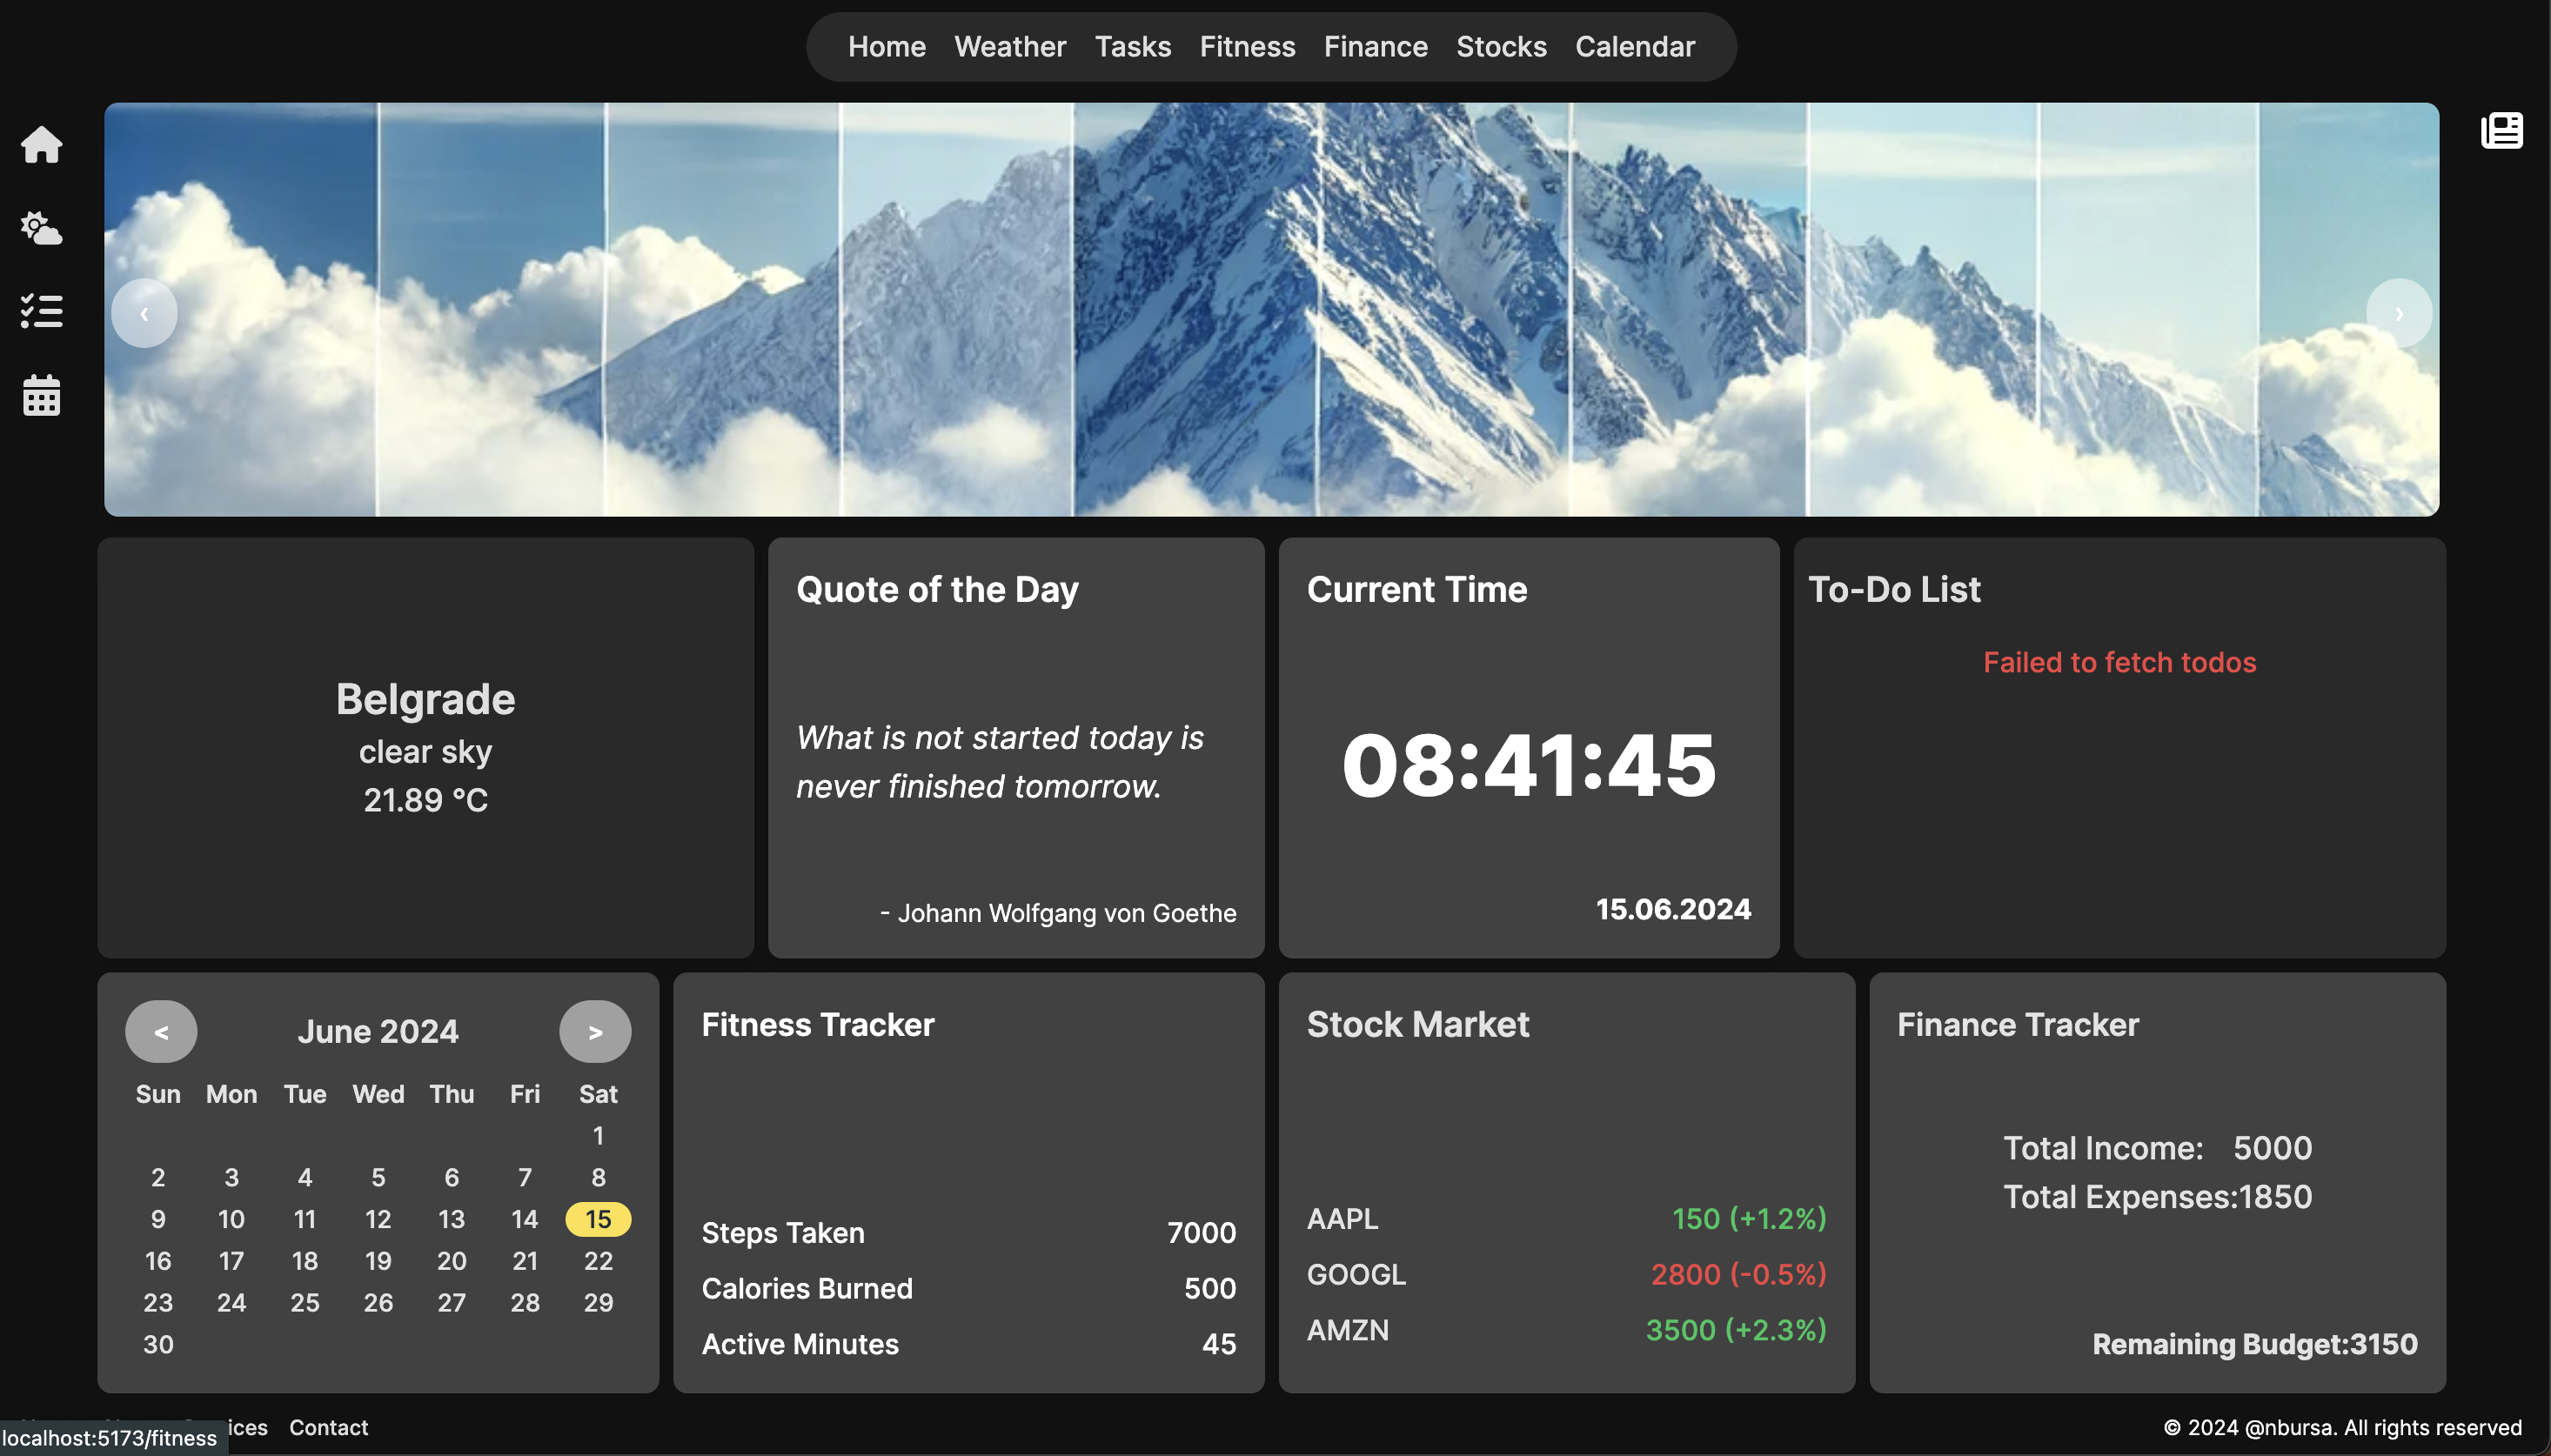 Home Weather Tasks Fitness Finance Stocks Calendar
‹
›
Belgrade
clear sky
21.89 °C
Quote of the Day
What is not started today is
never finished tomorrow.
- Johann Wolfgang von Goethe
Current Time
08:41:45
15.06.2024
To-Do List
Failed to fetch todos
< June 2024 >
Sun Mon Tue Wed Thu Fri Sat
1
2 3 4 5 6 7 8
9 10 11 12 13 14 15
16 17 18 19 20 21 22
23 24 25 26 27 28 29
30
Fitness Tracker
Steps Taken 7000
Calories Burned 500
Active Minutes 45
Stock Market
AAPL 150 (+1.2%)
GOOGL 2800 (-0.5%)
AMZN 3500 (+2.3%)
Finance Tracker
Total Income: 5000
Total Expenses:1850
Remaining Budget:3150
Contact
localhost:5173/fitness
© 2024 @nbursa. All rights reserved